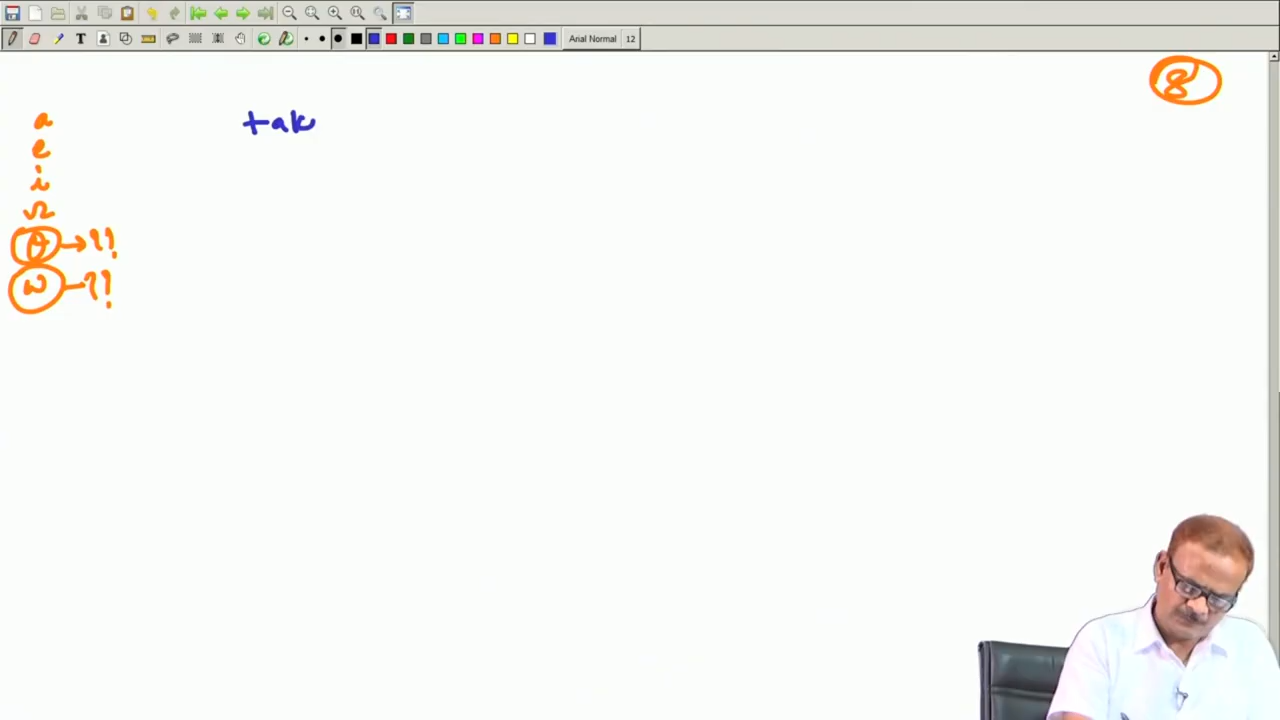 Arial Normal 12
8
a
e
i
Ω
θ → ??
ω - ??
tak